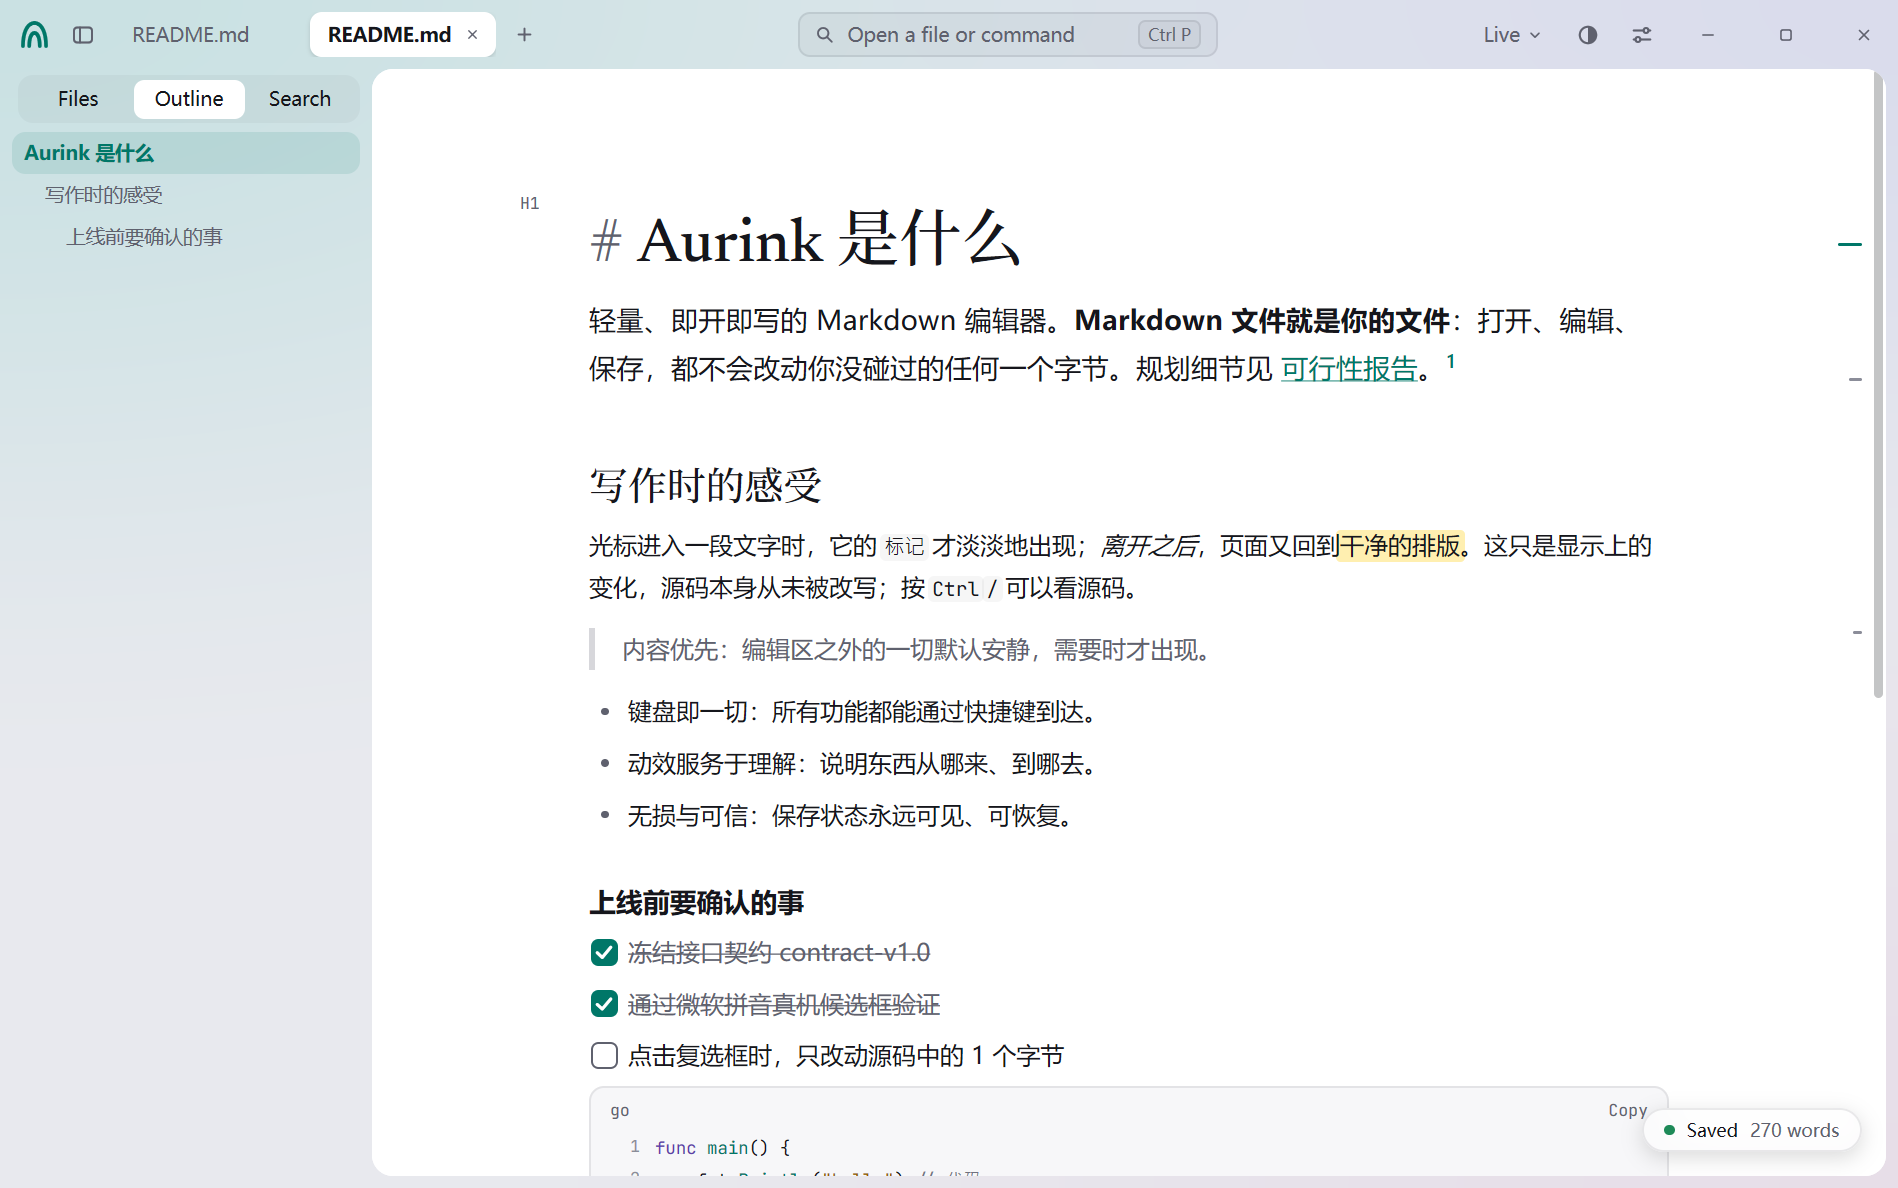 README.md
README.md
Open a file or command
Ctrl P
Live
Files
Outline
Search
Aurink 是什么
写作时的感受
上线前要确认的事
H1
# Aurink 是什么
轻量、即开即写的 Markdown 编辑器。Markdown 文件就是你的文件：打开、编辑、
保存，都不会改动你没碰过的任何一个字节。规划细节见 可行性报告。1
写作时的感受
光标进入一段文字时，它的 标记 才淡淡地出现；离开之后，页面又回到干净的排版。这只是显示上的
变化，源码本身从未被改写；按 Ctrl / 可以看源码。
内容优先：编辑区之外的一切默认安静，需要时才出现。
• 键盘即一切：所有功能都能通过快捷键到达。
• 动效服务于理解：说明东西从哪来、到哪去。
• 无损与可信：保存状态永远可见、可恢复。
上线前要确认的事
冻结接口契约 contract-v1.0
通过微软拼音真机候选框验证
点击复选框时，只改动源码中的 1 个字节
go
Copy
1 func main() {
Saved 270 words